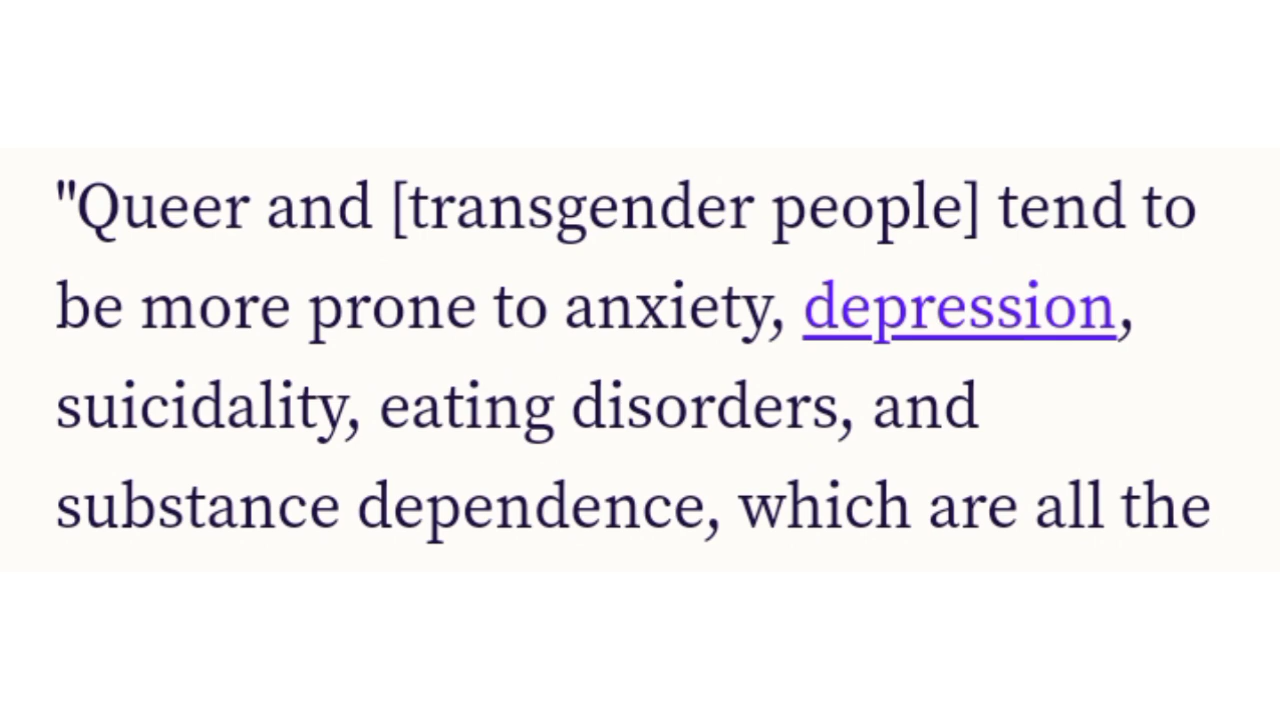 "Queer and [transgender people] tend to
be more prone to anxiety, depression,
suicidality, eating disorders, and
substance dependence, which are all the